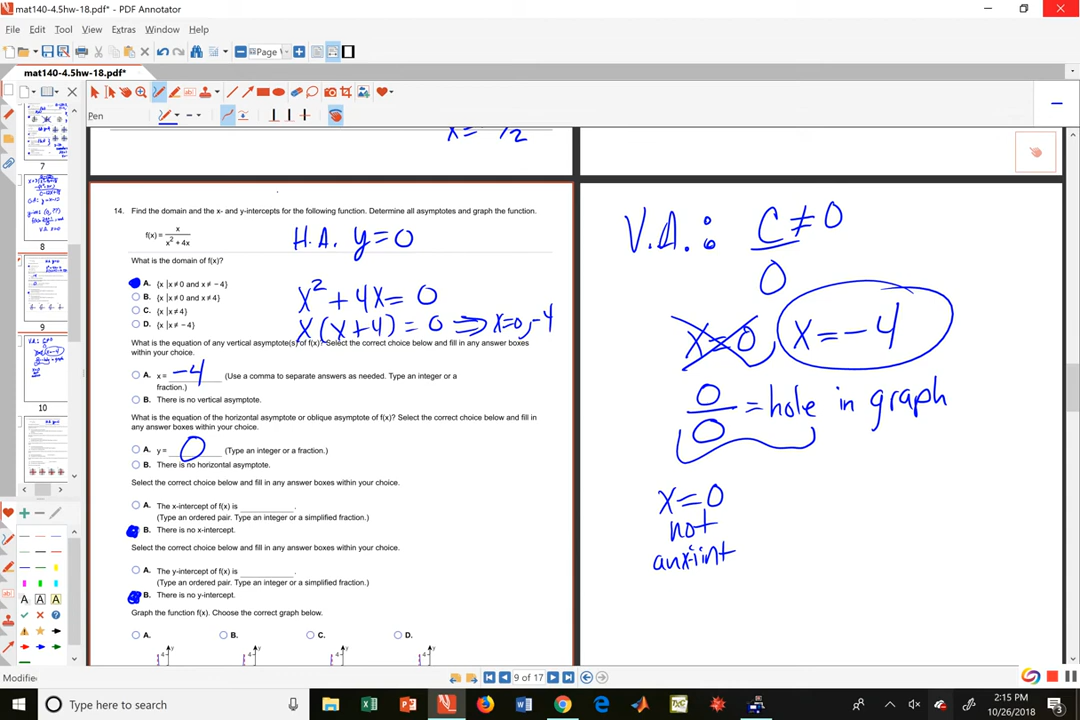 mat140-4.5hw-18.pdf* - PDF Annotator
File Edit Tool View Extras Window Help
Page
mat140-4.5hw-18.pdf*
Pen
7
8
9
10
x = 7/2
14. Find the domain and the x- and y-intercepts for the following function. Determine all asymptotes and graph the function.
f(x) = x / x² + 4x
H.A. y=0
What is the domain of f(x)?
A. {x | x ≠ 0 and x ≠ − 4}
B. {x | x ≠ 0 and x ≠ 4}
C. {x | x ≠ 4}
D. {x | x ≠ − 4}
x² + 4x = 0
x(x+4) = 0 ⇒ x=0,-4
What is the equation of any vertical asymptote(s) of f(x)? Select the correct choice below and fill in any answer boxes
within your choice.
A. x = -4 (Use a comma to separate answers as needed. Type an integer or a
fraction.)
B. There is no vertical asymptote.
What is the equation of the horizontal asymptote or oblique asymptote of f(x)? Select the correct choice below and fill in
any answer boxes within your choice.
A. y = 0 (Type an integer or a fraction.)
B. There is no horizontal asymptote.
Select the correct choice below and fill in any answer boxes within your choice.
A. The x-intercept of f(x) is .
(Type an ordered pair. Type an integer or a simplified fraction.)
B. There is no x-intercept.
Select the correct choice below and fill in any answer boxes within your choice.
A. The y-intercept of f(x) is .
(Type an ordered pair. Type an integer or a simplified fraction.)
B. There is no y-intercept.
Graph the function f(x). Choose the correct graph below.
A. B. C. D.
V.A.: C≠0 / 0
x=0 x=-4
0/0 = hole in graph
x=0
not
an x-int
Modified
9 of 17
Type here to search
2:15 PM
10/26/2018